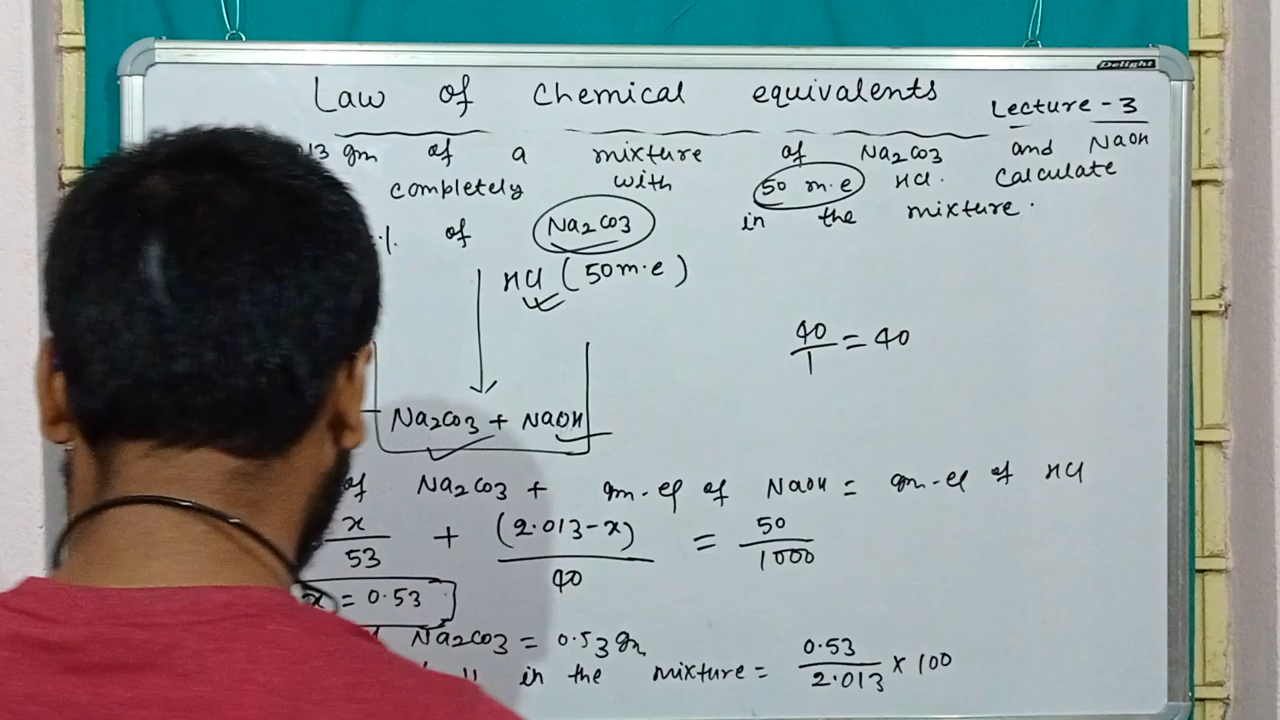 Delight
Law of Chemical equivalents
Lecture - 3
13 gm of a mixture of Na2CO3 and NaOH
completely with 50 m.e HCl. Calculate
% of Na2CO3 in the mixture.
HCl (50 m.e)
40/1 = 40
Na2CO3 + NaOH
of Na2CO3 + gm-eq of NaOH = gm-eq of HCl
x/53 + (2.013-x)/40 = 50/1000
x = 0.53
Na2CO3 = 0.53 gm
in the mixture = 0.53/2.013 x 100